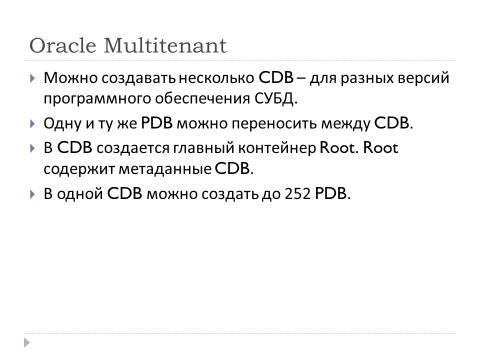 Oracle Multitenant
Можно создавать несколько CDB – для разных версий
программного обеспечения СУБД.
Одну и ту же PDB можно переносить между CDB.
В CDB создается главный контейнер Root. Root
содержит метаданные CDB.
В одной CDB можно создать до 252 PDB.